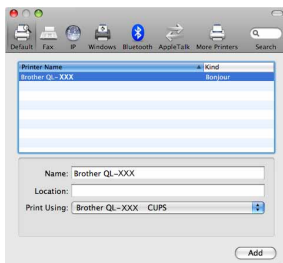 Default Fax IP Windows Bluetooth AppleTalk More Printers Search
Printer Name Kind
Brother QL-XXX Bonjour
Name: Brother QL-XXX
Location:
Print Using: Brother QL-XXX CUPS
Add